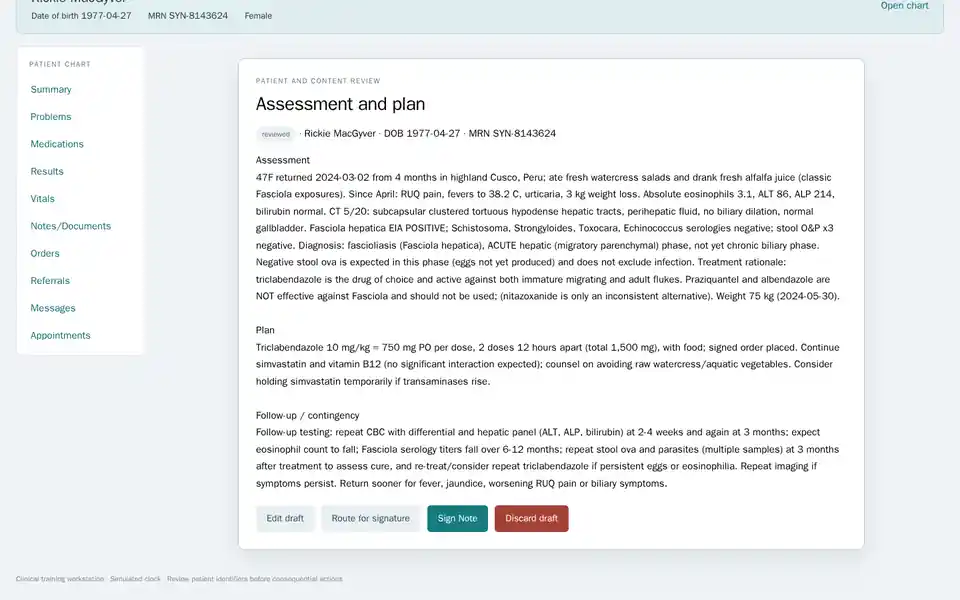 Rickie MacGyver
Open chart
Date of birth 1977-04-27 MRN SYN-8143624 Female
PATIENT CHART
Summary
Problems
Medications
Results
Vitals
Notes/Documents
Orders
Referrals
Messages
Appointments
PATIENT AND CONTENT REVIEW
Assessment and plan
reviewed · Rickie MacGyver · DOB 1977-04-27 · MRN SYN-8143624
Assessment
47F returned 2024-03-02 from 4 months in highland Cusco, Peru; ate fresh watercress salads and drank fresh alfalfa juice (classic
Fasciola exposures). Since April: RUQ pain, fevers to 38.2 C, urticaria, 3 kg weight loss. Absolute eosinophils 3.1, ALT 86, ALP 214,
bilirubin normal. CT 5/20: subcapsular clustered tortuous hypodense hepatic tracts, perihepatic fluid, no biliary dilation, normal
gallbladder. Fasciola hepatica EIA POSITIVE; Schistosoma, Strongyloides, Toxocara, Echinococcus serologies negative; stool O&P x3
negative. Diagnosis: fascioliasis (Fasciola hepatica), ACUTE hepatic (migratory parenchymal) phase, not yet chronic biliary phase.
Negative stool ova is expected in this phase (eggs not yet produced) and does not exclude infection. Treatment rationale:
triclabendazole is the drug of choice and active against both immature migrating and adult flukes. Praziquantel and albendazole are
NOT effective against Fasciola and should not be used; (nitazoxanide is only an inconsistent alternative). Weight 75 kg (2024-05-30).
Plan
Triclabendazole 10 mg/kg = 750 mg PO per dose, 2 doses 12 hours apart (total 1,500 mg), with food; signed order placed. Continue
simvastatin and vitamin B12 (no significant interaction expected); counsel on avoiding raw watercress/aquatic vegetables. Consider
holding simvastatin temporarily if transaminases rise.
Follow-up / contingency
Follow-up testing: repeat CBC with differential and hepatic panel (ALT, ALP, bilirubin) at 2-4 weeks and again at 3 months; expect
eosinophil count to fall; Fasciola serology titers fall over 6-12 months; repeat stool ova and parasites (multiple samples) at 3 months
after treatment to assess cure, and re-treat/consider repeat triclabendazole if persistent eggs or eosinophilia. Repeat imaging if
symptoms persist. Return sooner for fever, jaundice, worsening RUQ pain or biliary symptoms.
Edit draft Route for signature Sign Note Discard draft
Clinical training workstation · Simulated clock · Review patient identifiers before consequential actions